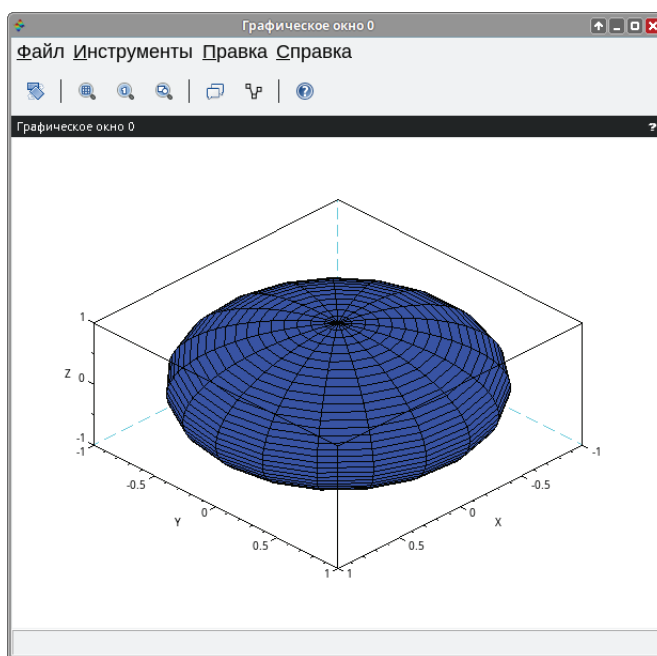 Графическое окно 0
Файл Инструменты Правка Справка
Графическое окно 0 ?
1
Z 0
-1
-1 -1
-0.5 -0.5
Y 0 0 X
0.5 0.5
1 1